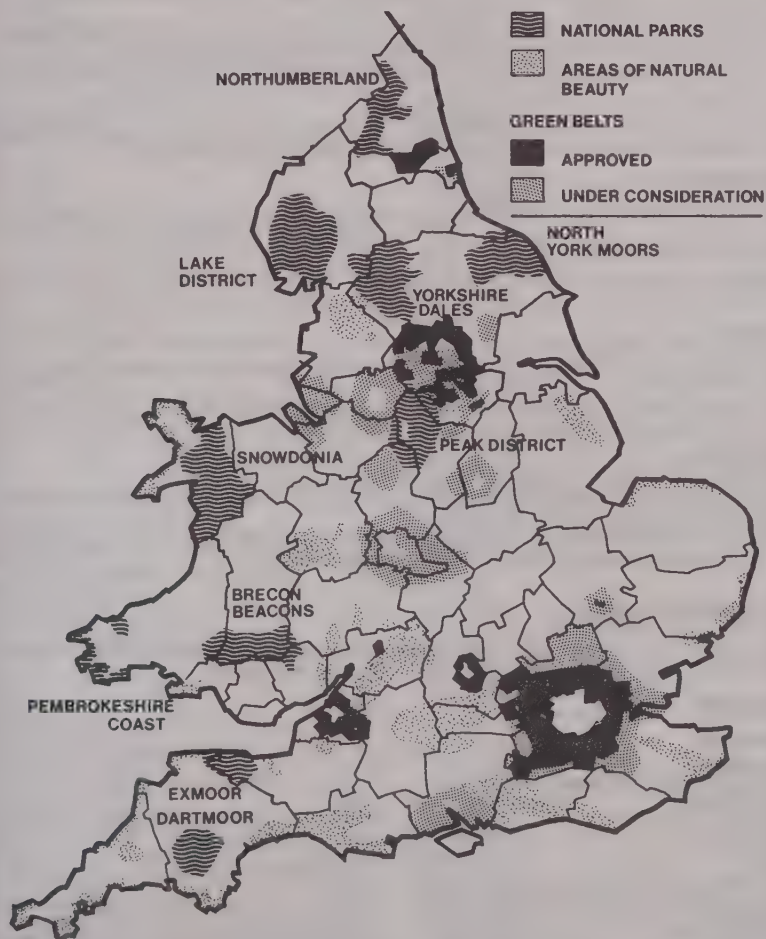 NATIONAL PARKS
AREAS OF NATURAL
BEAUTY
GREEN BELTS
APPROVED
UNDER CONSIDERATION
NORTHUMBERLAND
NORTH
YORK MOORS
LAKE
DISTRICT
YORKSHIRE
DALES
SNOWDONIA
PEAK DISTRICT
BRECON
BEACONS
PEMBROKESHIRE
COAST
EXMOOR
DARTMOOR